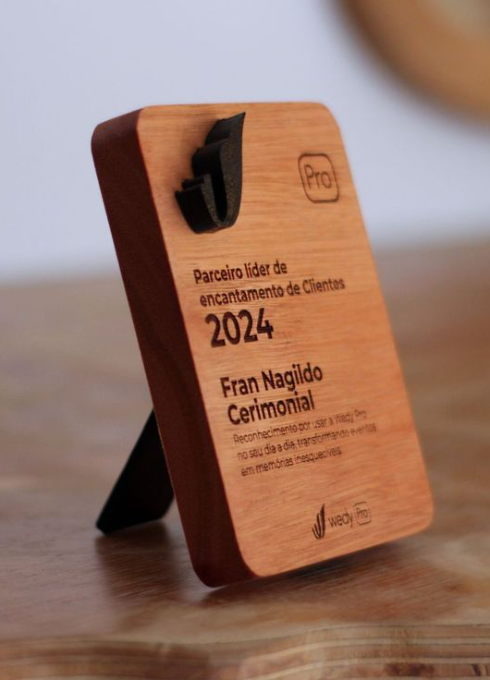 Pro
Parceiro líder de
encantamento de Clientes
2024
Fran Nagildo
Cerimonial
Reconhecimento por usar a Wedy Pro
no seu dia a dia, transformando eventos
em memórias inesquecíveis.
wedy Pro